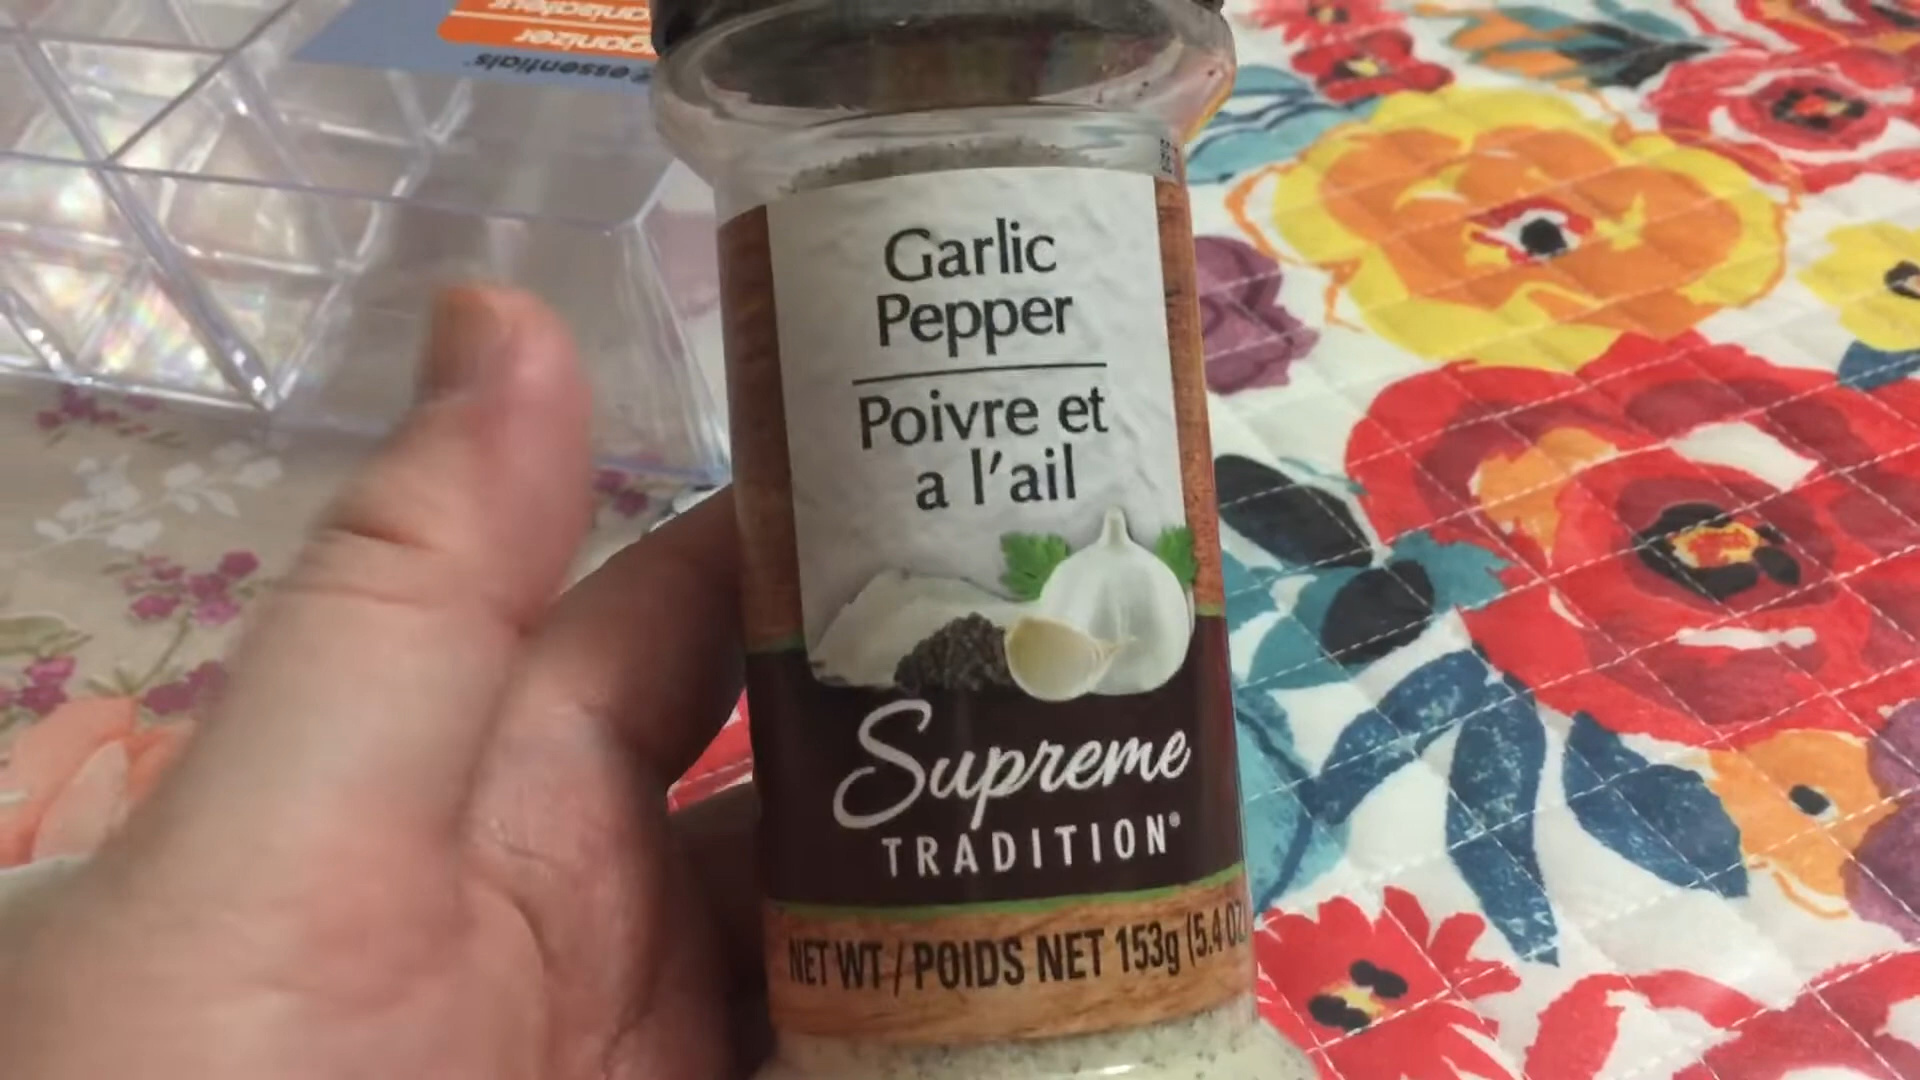 Garlic
Pepper
Poivre et
a l'ail
Supreme
TRADITION®
NET WT / POIDS NET 153g (5.4 OZ
essentials